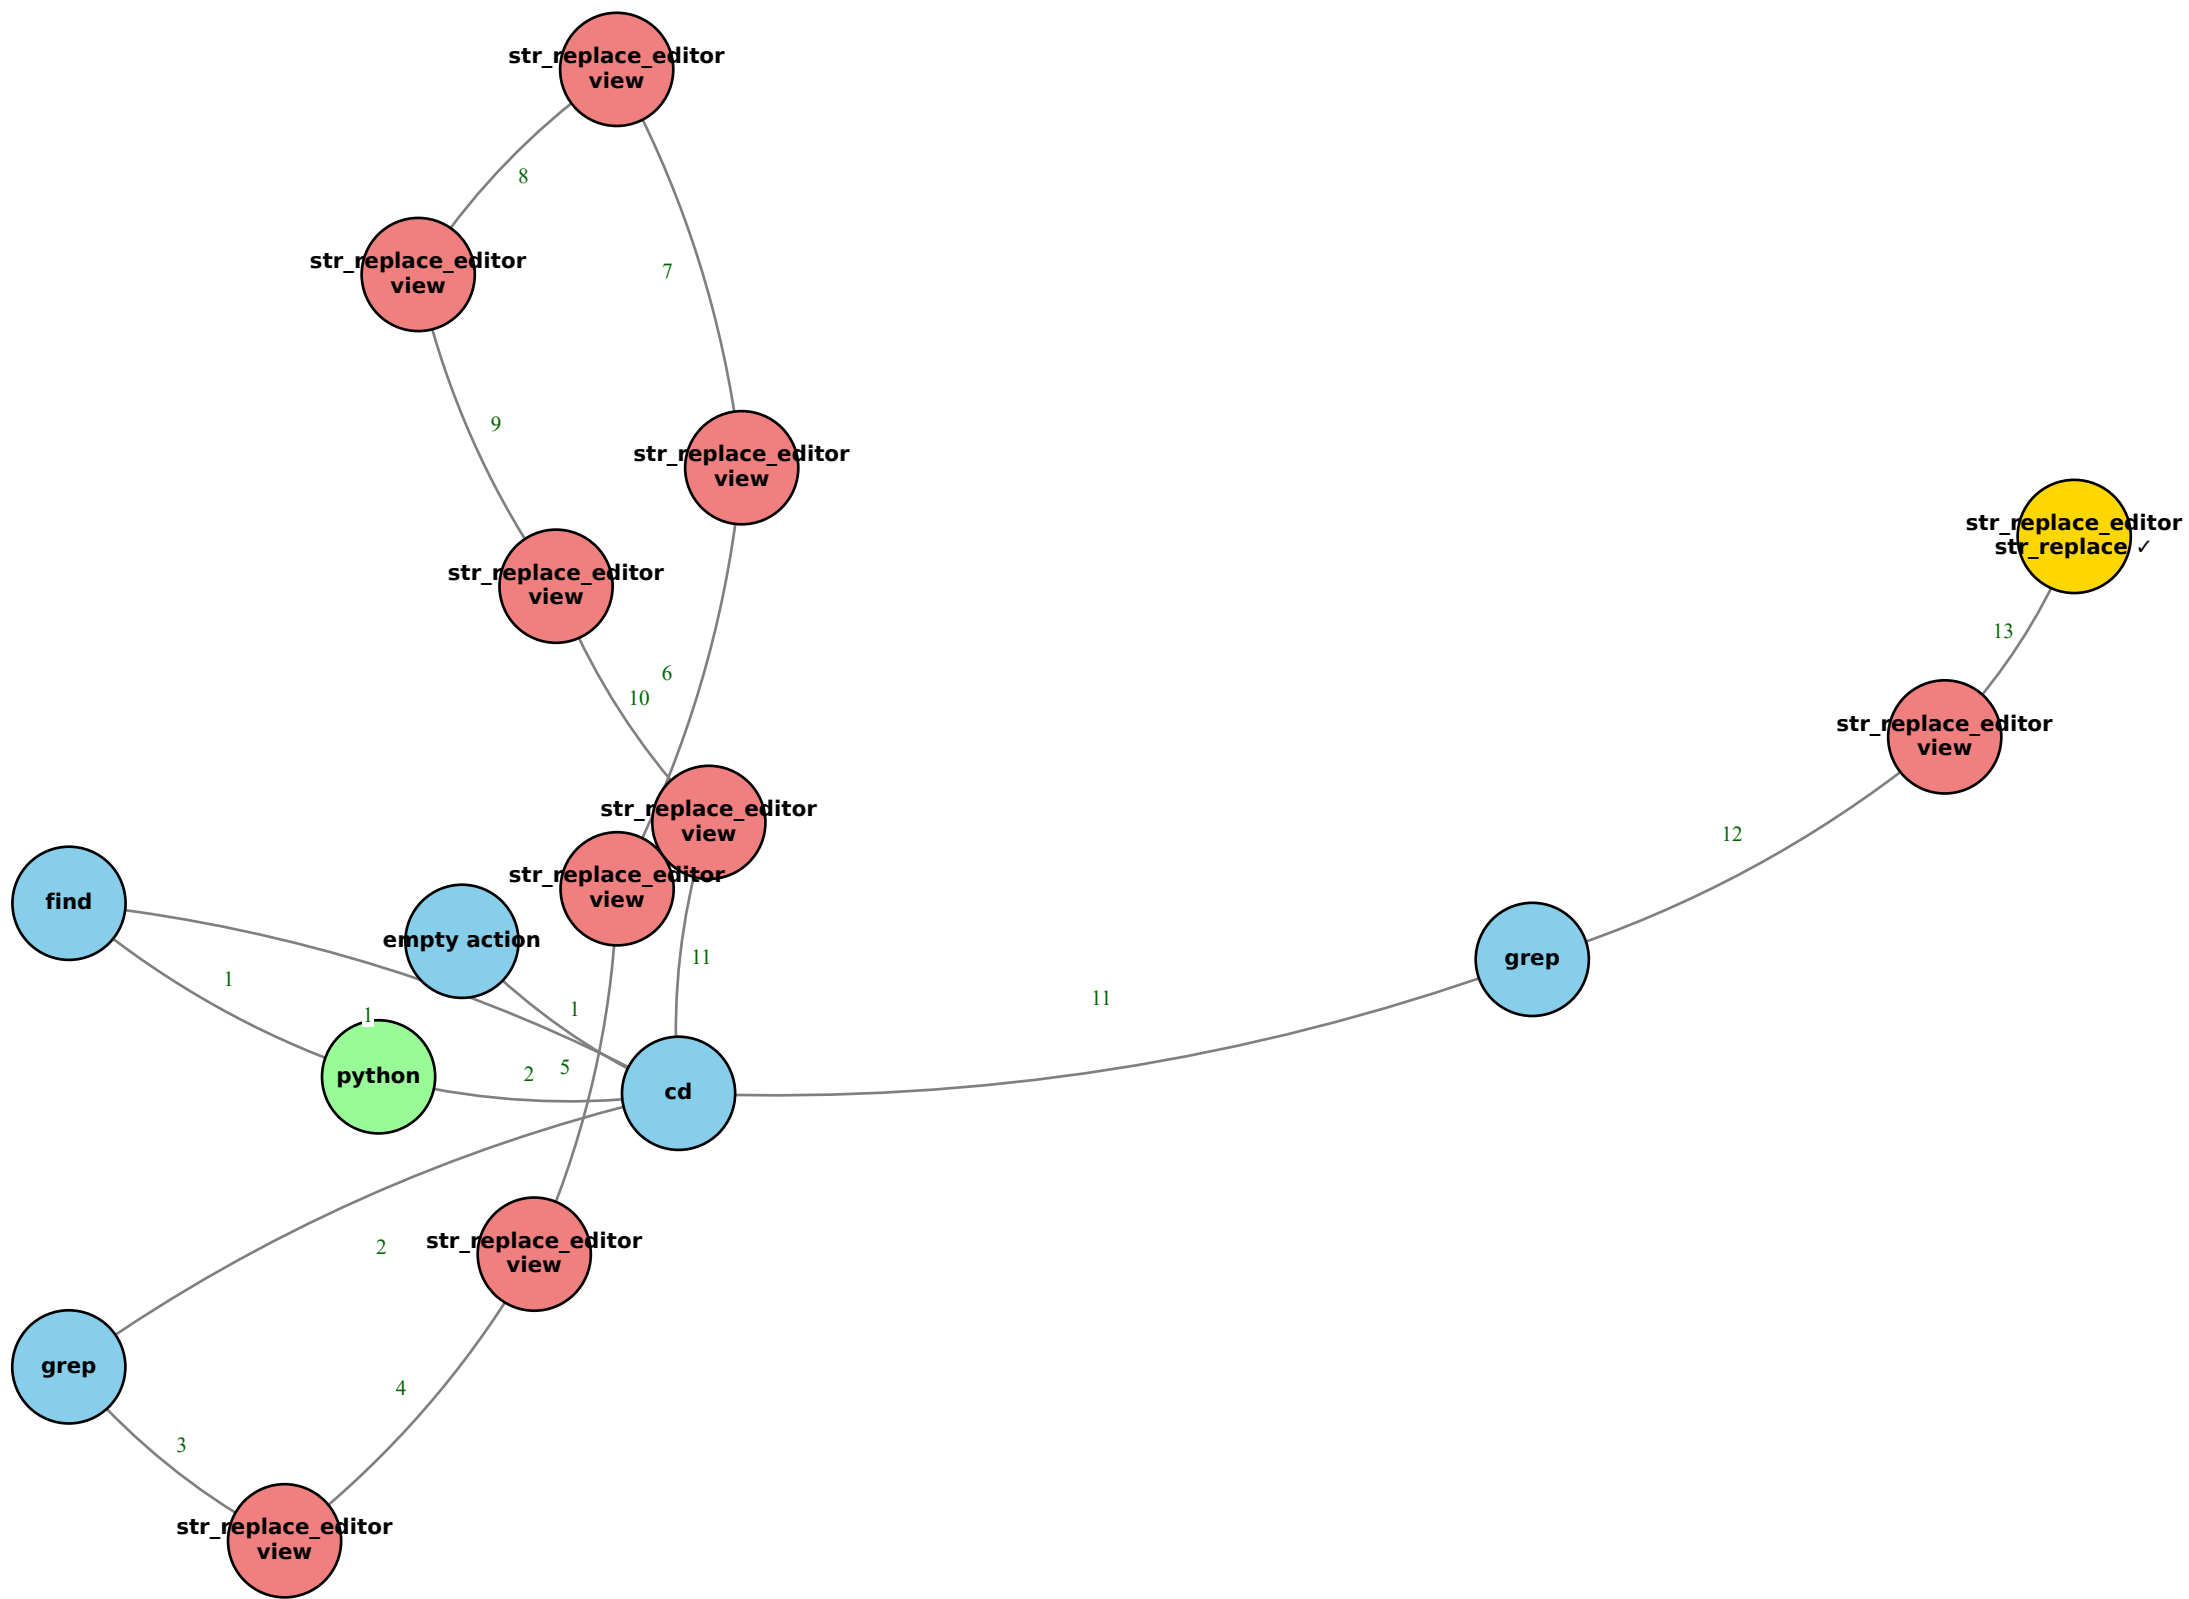 str_replace_editor
view
8
str_replace_editor
view
7
9
str_replace_editor
view
str_replace_editor
str_replace ✓
str_replace_editor
view
13
6
10
str_replace_editor
view
str_replace_editor
view
12
str_replace_editor
view
find
empty action
grep
11
1
11
1
1
2
5
python
cd
str_replace_editor
view
2
grep
4
3
str_replace_editor
view